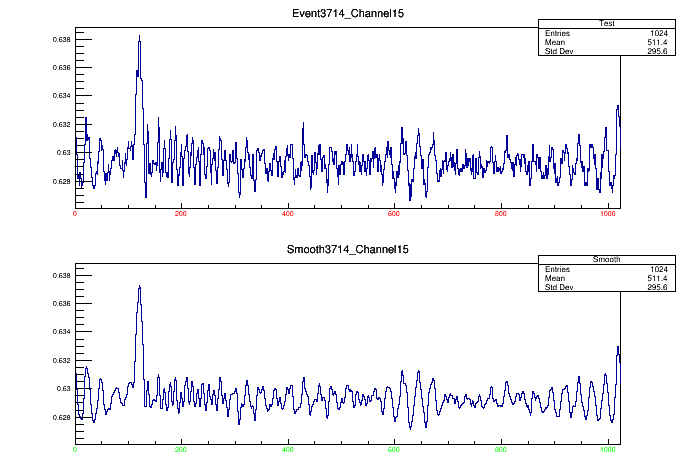 Event3714_Channel15
Test
Entries 1024
Mean 511.4
Std Dev 295.6
0.638
0.636
0.634
0.632
0.63
0.628
0 200 400 600 800 1000
Smooth3714_Channel15
Smooth
Entries 1024
Mean 511.4
Std Dev 295.6
0.638
0.636
0.634
0.632
0.63
0.628
0 200 400 600 800 1000